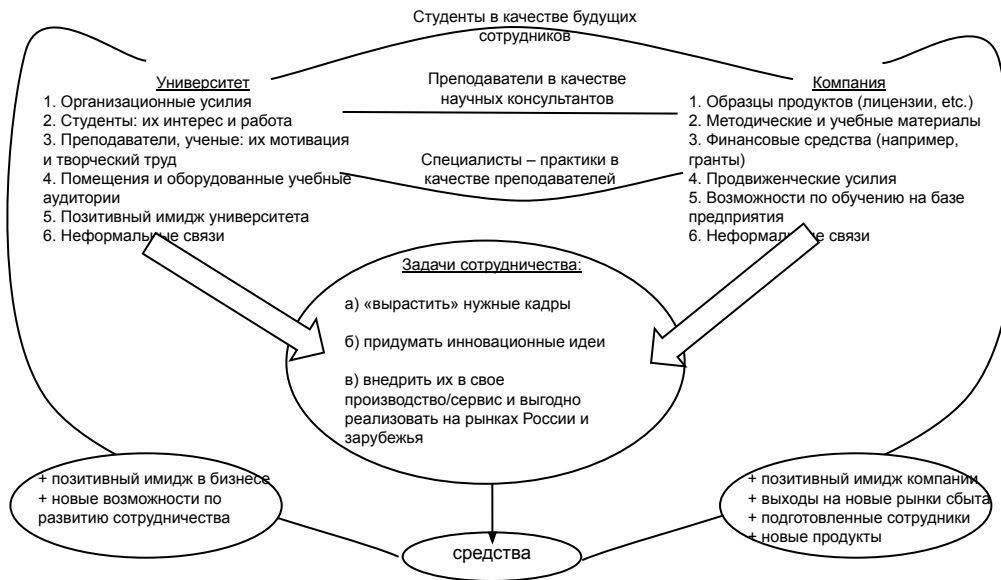 Студенты в качестве будущих
сотрудников
Университет
1. Организационные усилия
2. Студенты: их интерес и работа
3. Преподаватели, ученые: их мотивация
и творческий труд
4. Помещения и оборудованные учебные
аудитории
5. Позитивный имидж университета
6. Неформальные связи
Преподаватели в качестве
научных консультантов
Специалисты – практики в
качестве преподавателей
Компания
1. Образцы продуктов (лицензии, etc.)
2. Методические и учебные материалы
3. Финансовые средства (например,
гранты)
4. Продвиженческие усилия
5. Возможности по обучению на базе
предприятия
6. Неформальные связи
Задачи сотрудничества:
а) «вырастить» нужные кадры
б) придумать инновационные идеи
в) внедрить их в свое
производство/сервис и выгодно
реализовать на рынках России и
зарубежья
+ позитивный имидж в бизнесе
+ новые возможности по
развитию сотрудничества
+ позитивный имидж компании
+ выходы на новые рынки сбыта
+ подготовленные сотрудники
+ новые продукты
средства